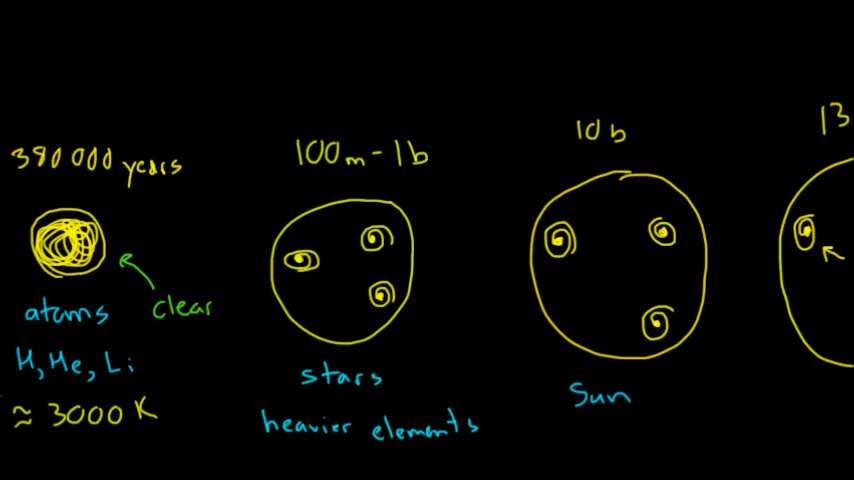 380 000 years
clear
atoms
H, He, Li
≈ 3000 K
100m - 1b
stars
heavier elements
10 b
Sun
13